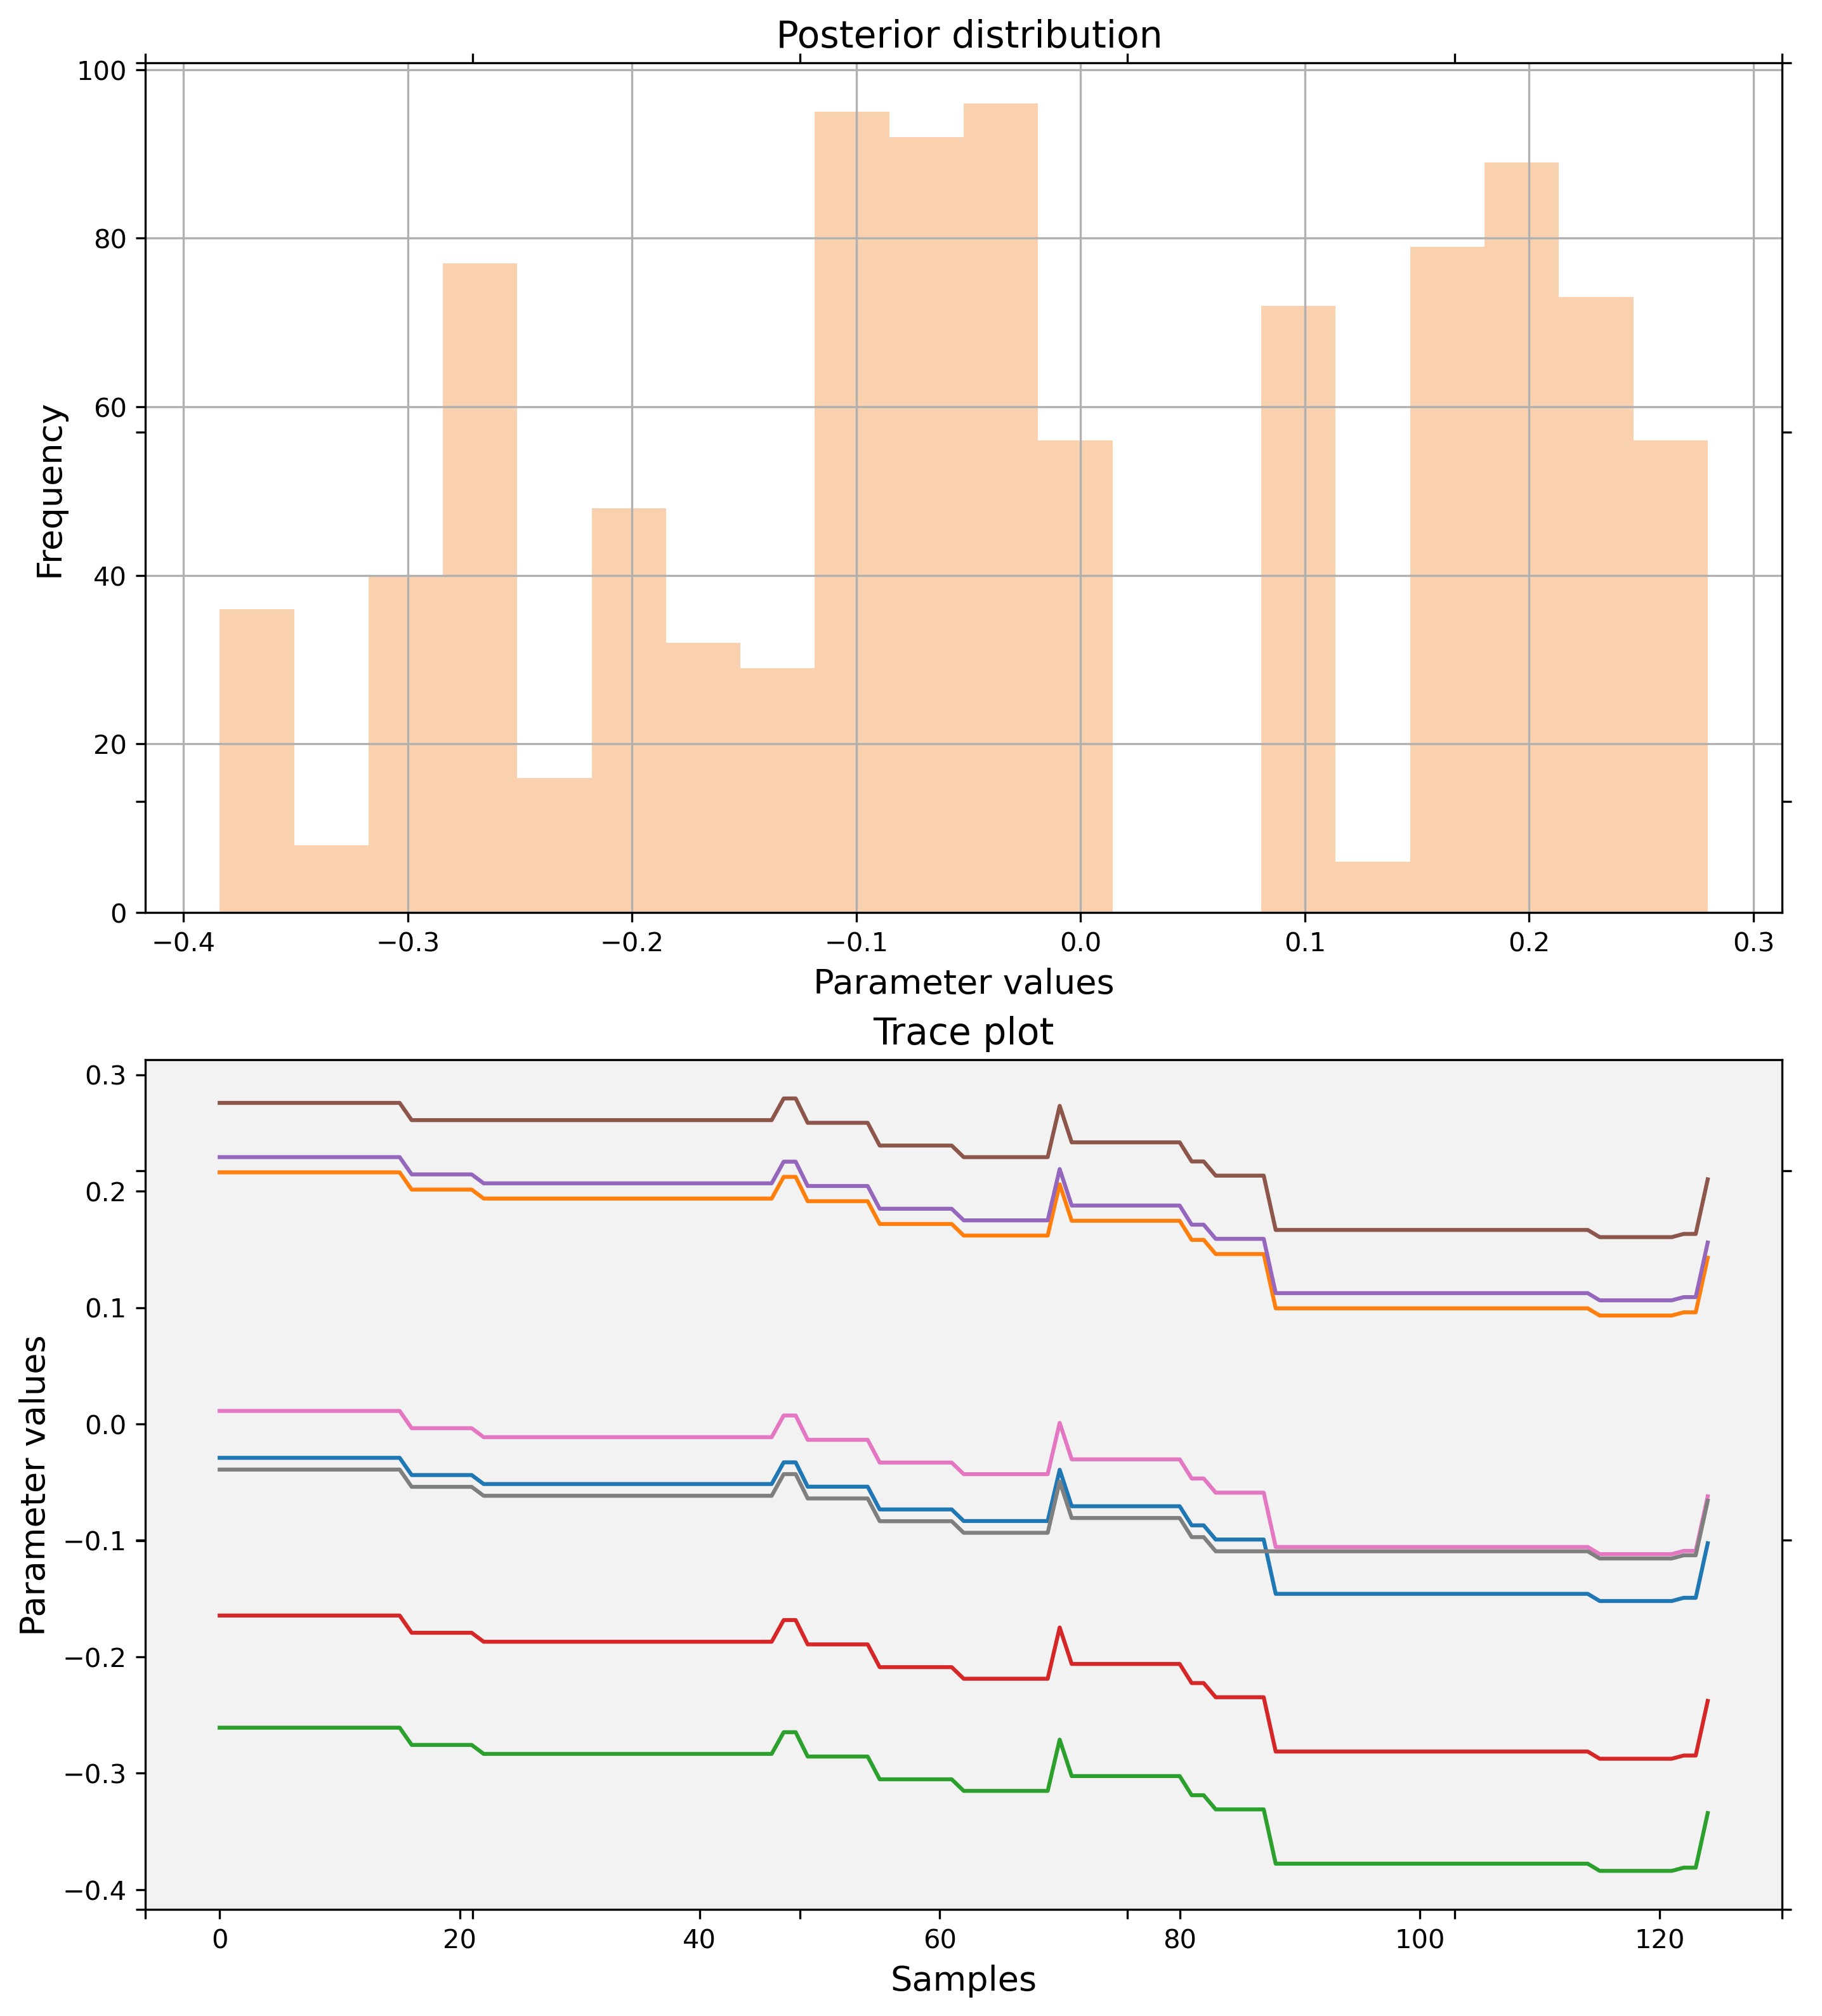 Posterior distribution
100
80
60
40
20
0
Frequency
−0.4 −0.3 −0.2 −0.1 0.0 0.1 0.2 0.3
Parameter values
Trace plot
0.3
0.2
0.1
0.0
−0.1
−0.2
−0.3
−0.4
Parameter values
0 20 40 60 80 100 120
Samples